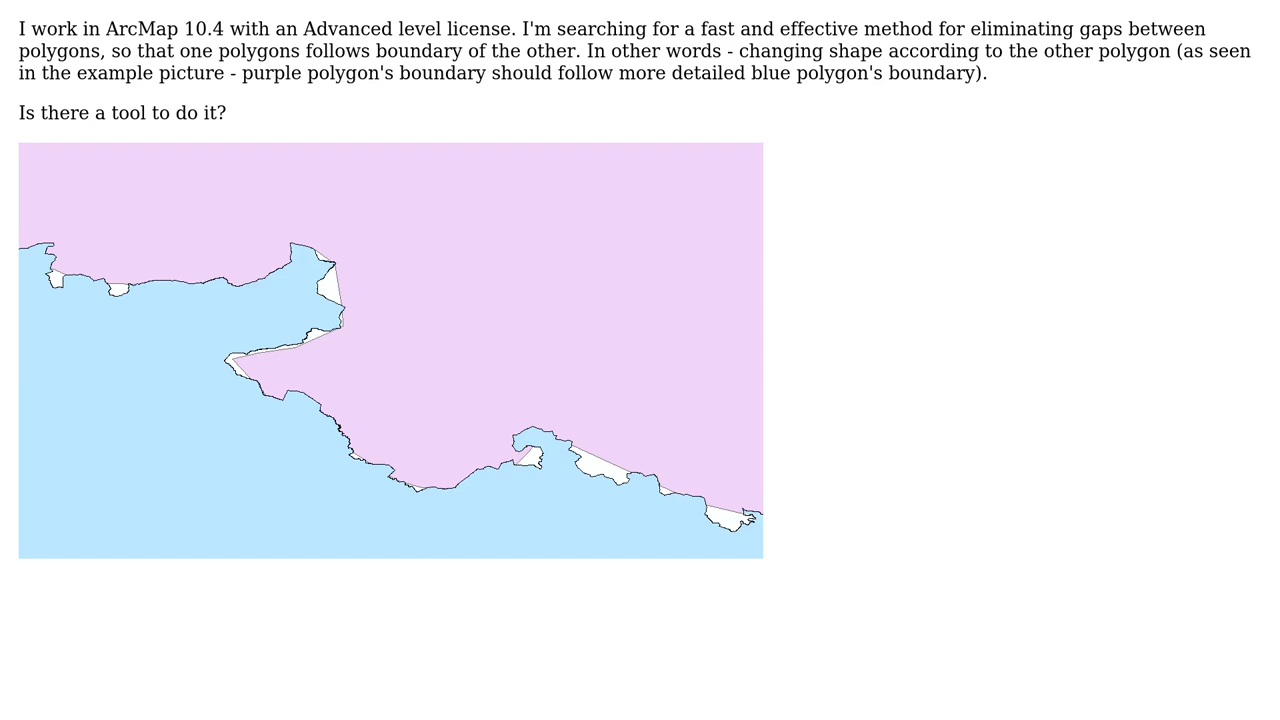 I work in ArcMap 10.4 with an Advanced level license. I'm searching for a fast and effective method for eliminating gaps between
polygons, so that one polygons follows boundary of the other. In other words - changing shape according to the other polygon (as seen
in the example picture - purple polygon's boundary should follow more detailed blue polygon's boundary).
Is there a tool to do it?